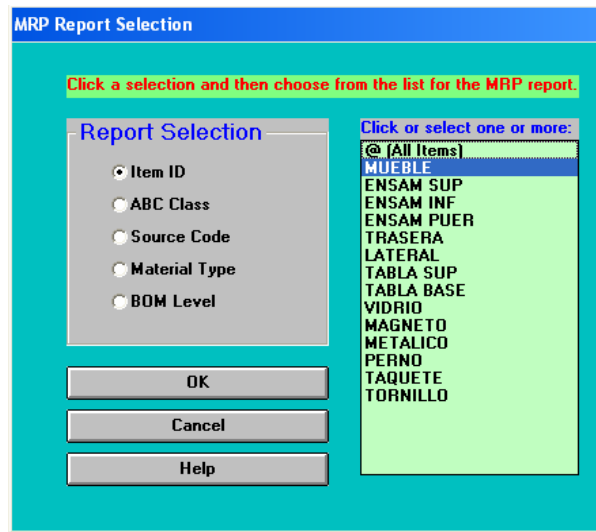 MRP Report Selection
Click a selection and then choose from the list for the MRP report.
Report Selection
Item ID
ABC Class
Source Code
Material Type
BOM Level
OK
Cancel
Help
Click or select one or more:
@ (All Items)
MUEBLE
ENSAM SUP
ENSAM INF
ENSAM PUER
TRASERA
LATERAL
TABLA SUP
TABLA BASE
VIDRIO
MAGNETO
METALICO
PERNO
TAQUETE
TORNILLO